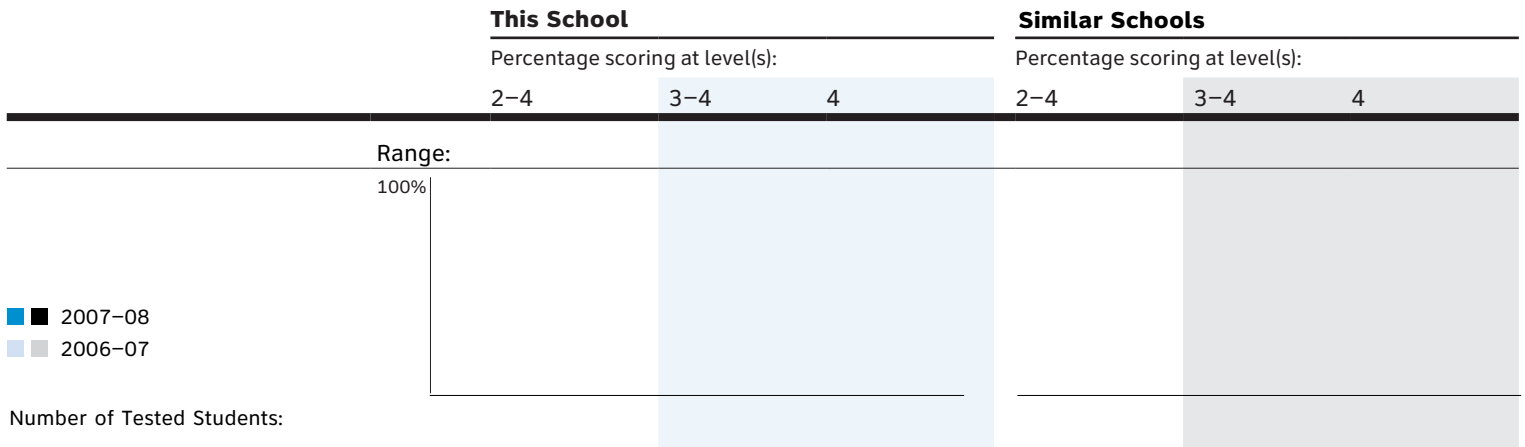 This School Similar Schools
Percentage scoring at level(s): Percentage scoring at level(s):
2–4 3–4 4 2–4 3–4 4
Range:
100%
2007–08
2006–07
Number of Tested Students: